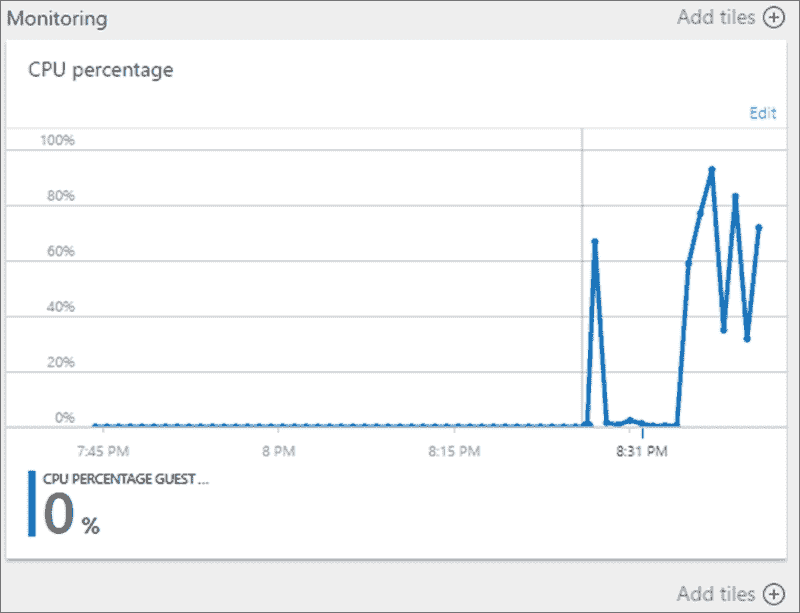 Monitoring
Add tiles
CPU percentage
Edit
100%
80%
60%
40%
20%
0%
7:45 PM 8 PM 8:15 PM 8:31 PM
CPU PERCENTAGE GUEST ...
0 %
Add tiles